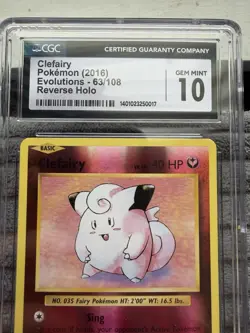 CGC
CERTIFIED GUARANTY COMPANY
Clefairy
Pokémon (2016)
Evolutions - 63/108
Reverse Holo
1401023250017
GEM MINT
10
BASIC
Clefairy
HP
NO. 035 Fairy Pokémon HT: 2'00" WT: 16.5 lbs.
Sing